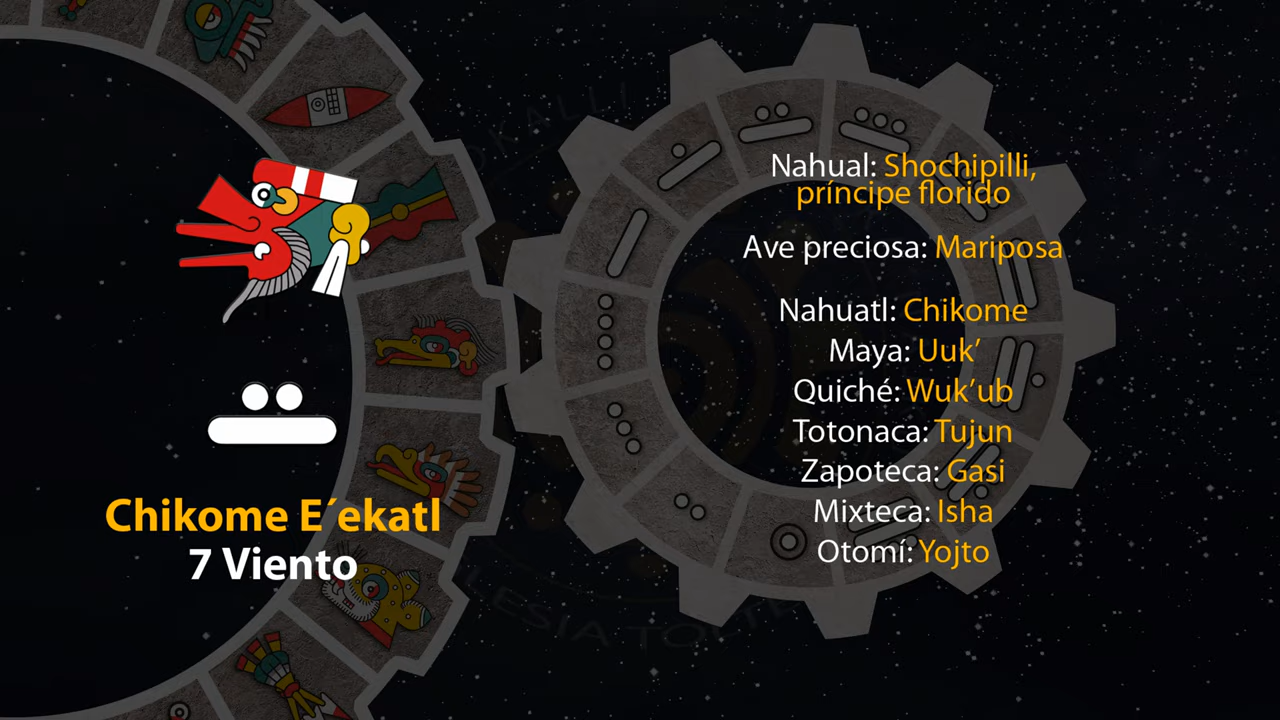 Chikome E´ekatl
7 Viento
Nahual: Shochipilli,
príncipe florido
Ave preciosa: Mariposa
Nahuatl: Chikome
Maya: Uuk’
Quiché: Wuk’ub
Totonaca: Tujun
Zapoteca: Gasi
Mixteca: Isha
Otomí: Yojto